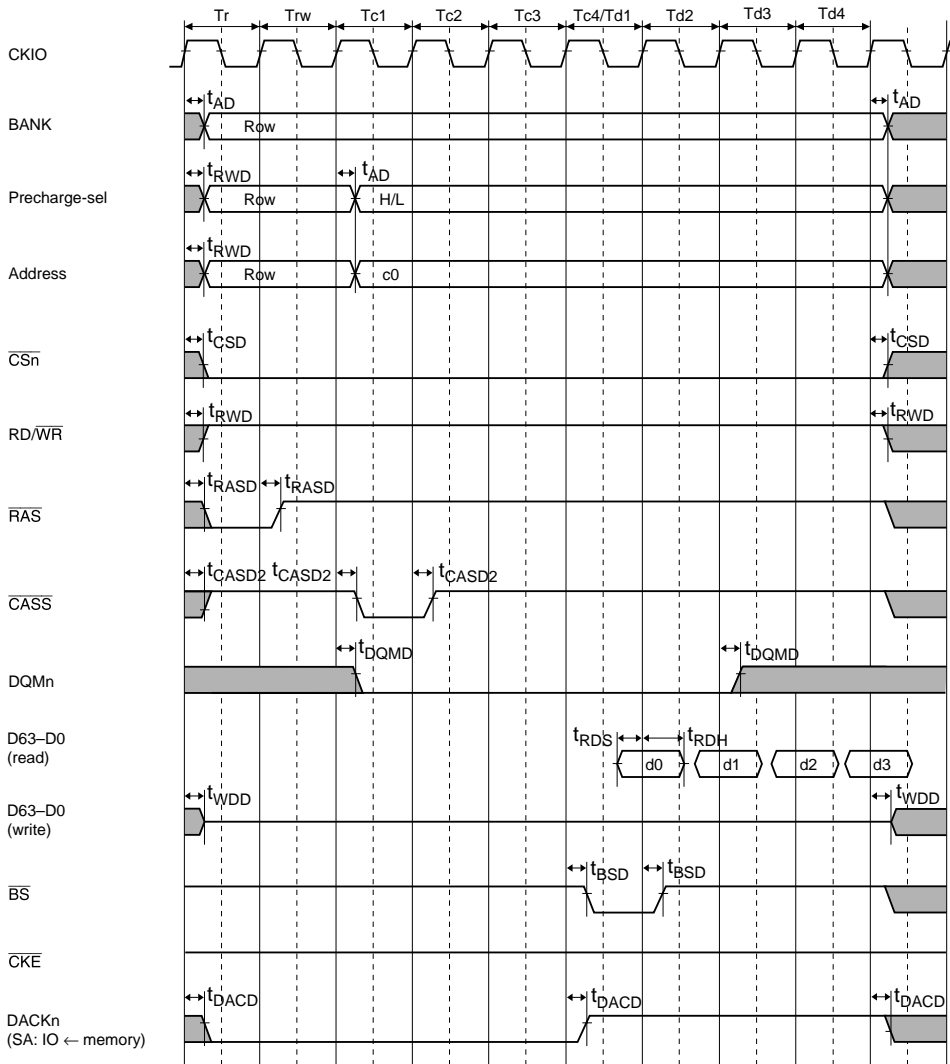 Tr Trw Tc1 Tc2 Tc3 Tc4/Td1 Td2 Td3 Td4
CKIO
tAD tAD
BANK Row
tRWD tAD
Precharge-sel Row H/L
tRWD
Address Row c0
tCSD tCSD
CSn
tRWD tRWD
RD/WR
tRASD tRASD
RAS
tCASD2 tCASD2 tCASD2
CASS
tDQMD tDQMD
DQMn
D63–D0 tRDS tRDH
(read) d0 d1 d2 d3
tWDD tWDD
D63–D0
(write)
tBSD tBSD
BS
CKE
tDACD tDACD tDACD
DACKn
(SA: IO ← memory)